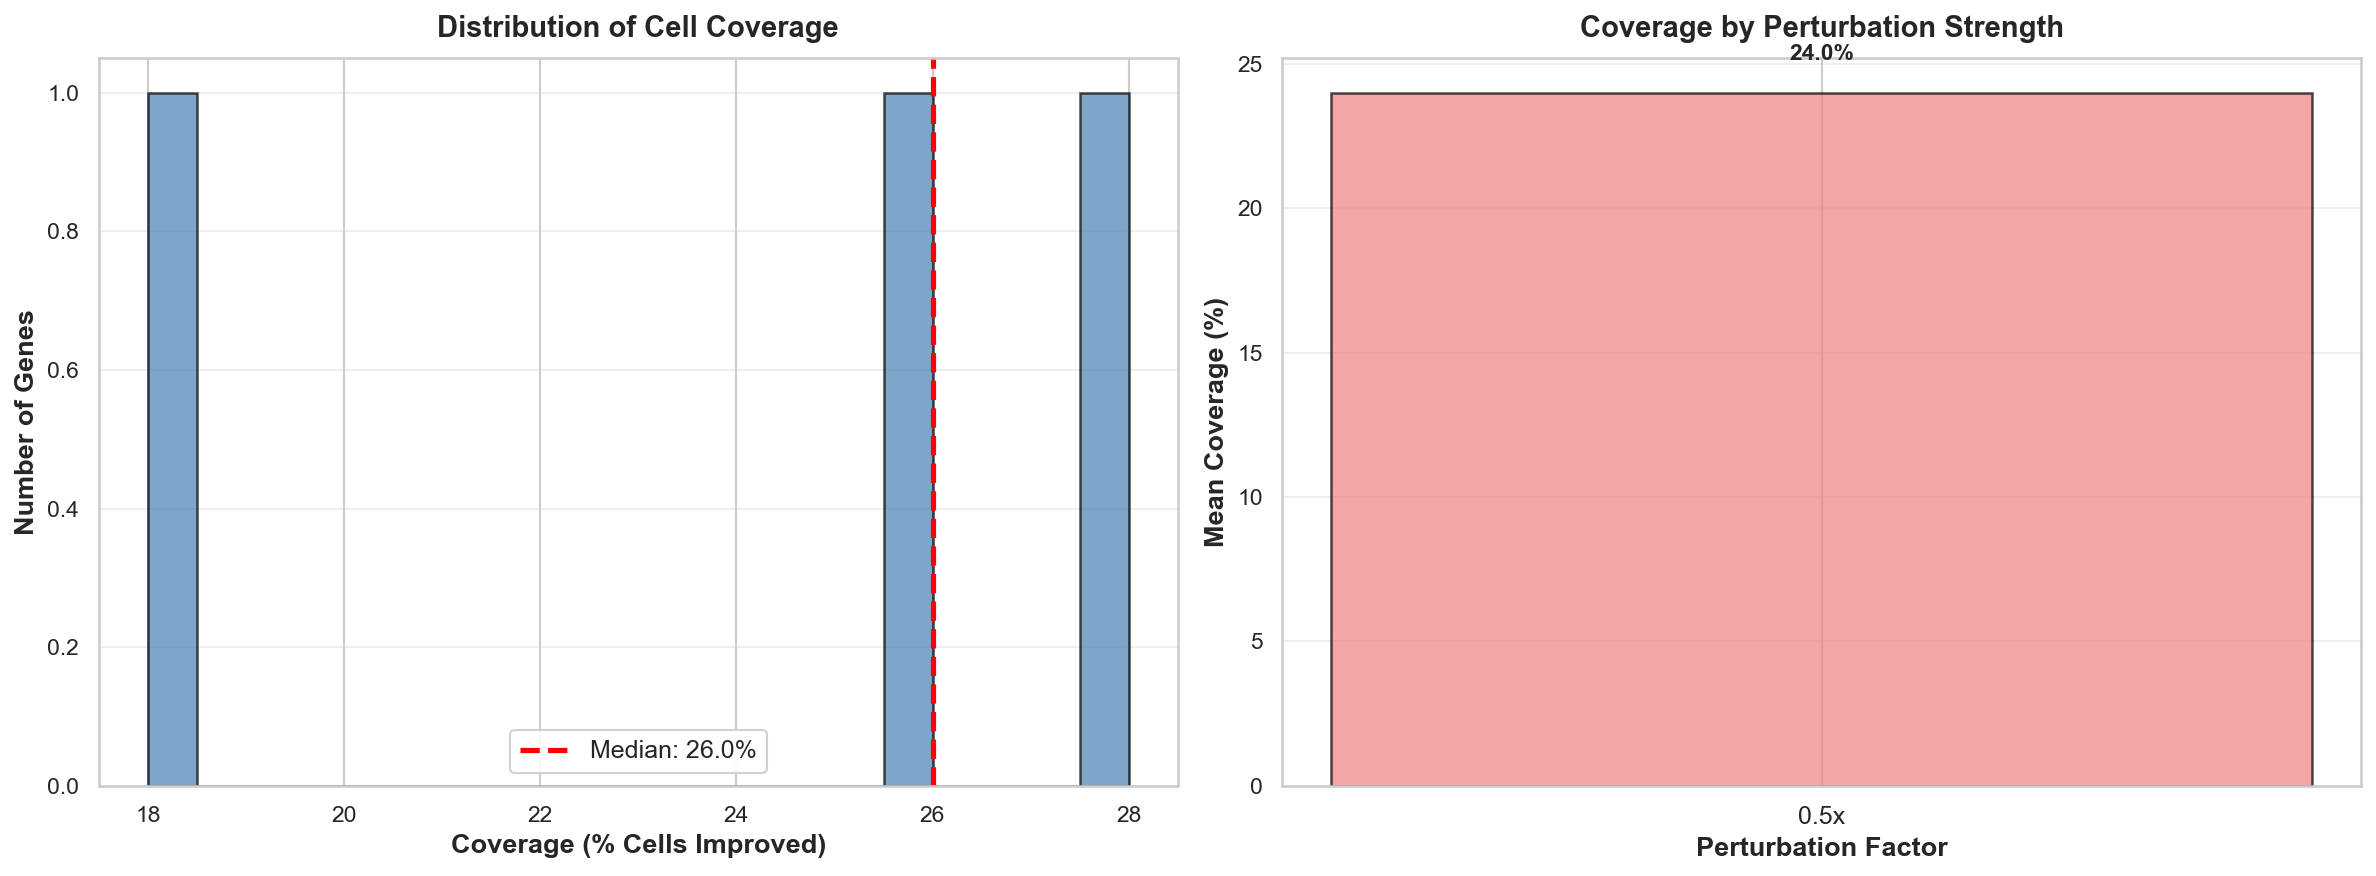 Distribution of Cell Coverage
Number of Genes
1.0
0.8
0.6
0.4
0.2
0.0
Median: 26.0%
18 20 22 24 26 28
Coverage (% Cells Improved)
Coverage by Perturbation Strength
24.0%
Mean Coverage (%)
25
20
15
10
5
0
0.5x
Perturbation Factor